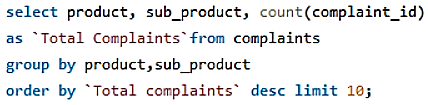 select product, sub_product, count(complaint_id)
as `Total Complaints`from complaints
group by product,sub_product
order by `Total complaints` desc limit 10;